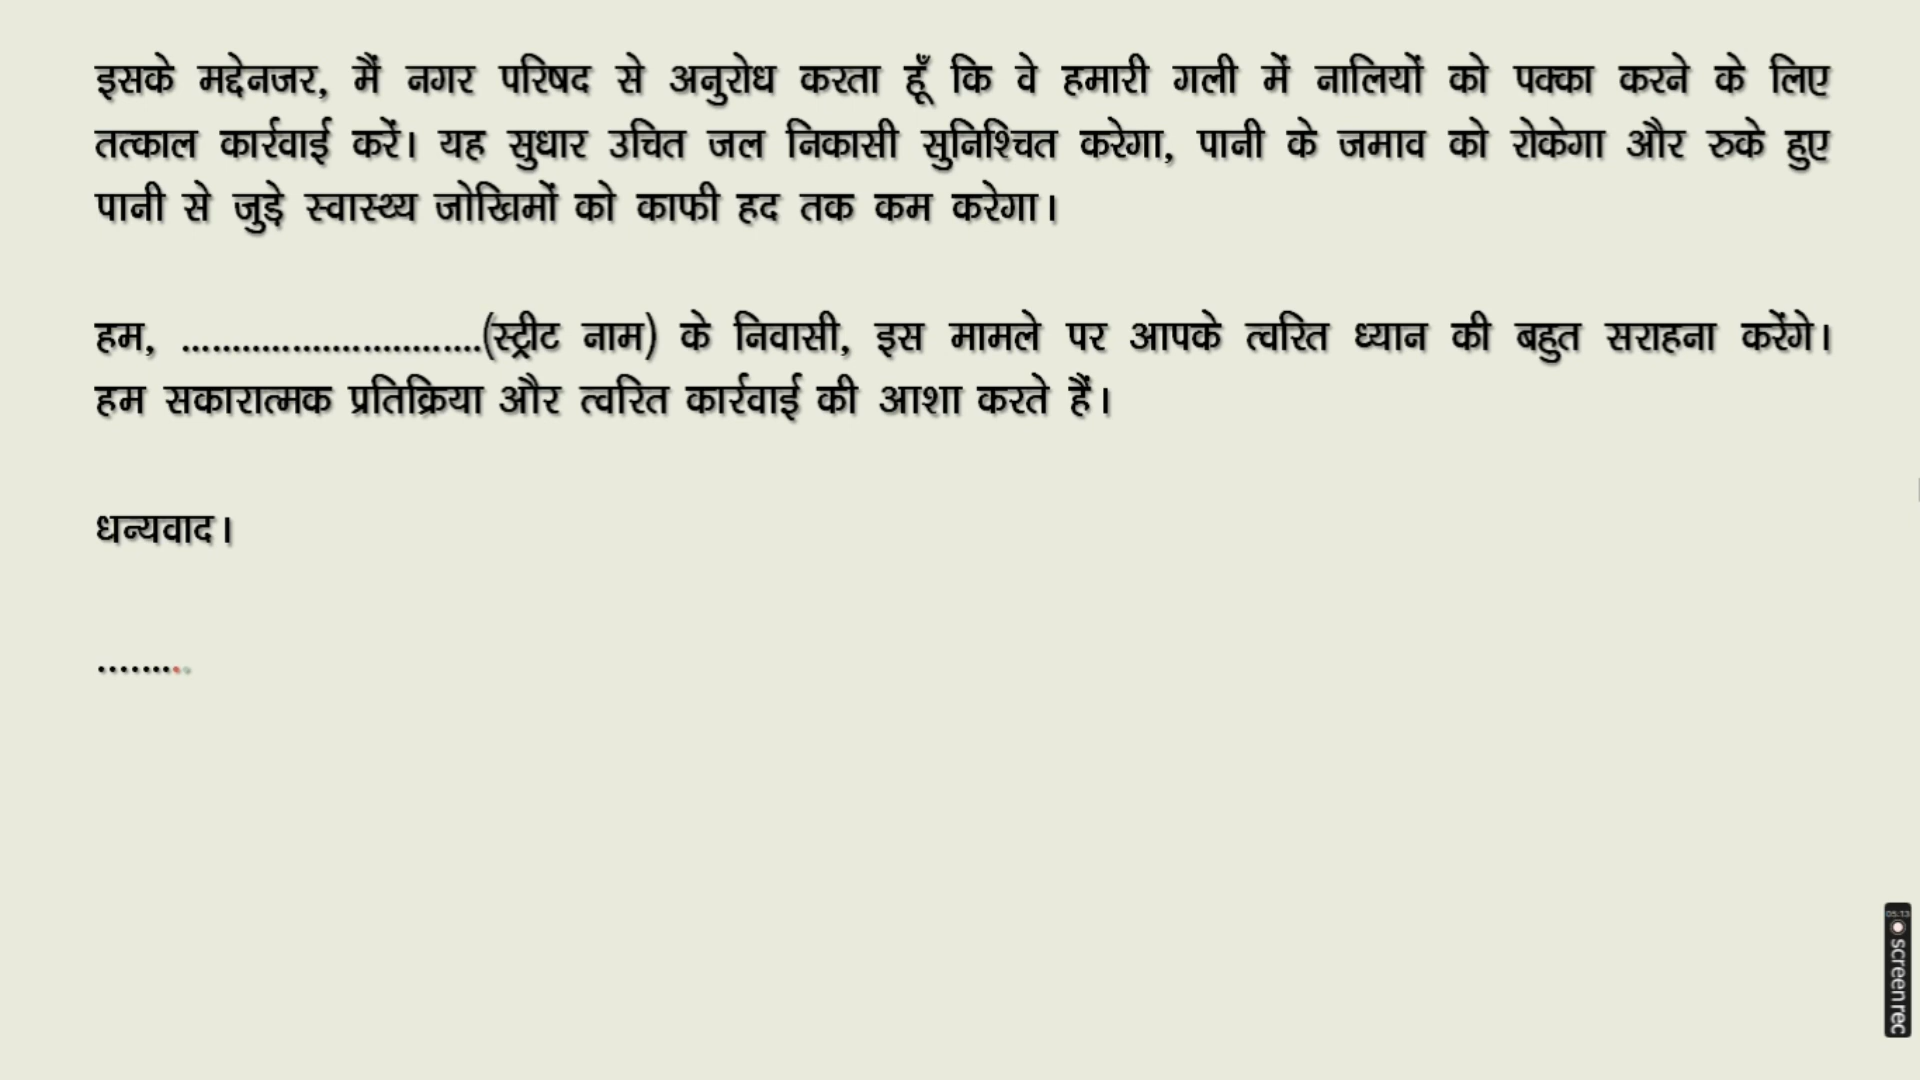 इसके मद्देनजर, मैं नगर परिषद से अनुरोध करता हूँ कि वे हमारी गली में नालियों को पक्का करने के लिए
तत्काल कार्रवाई करें। यह सुधार उचित जल निकासी सुनिश्चित करेगा, पानी के जमाव को रोकेगा और रुके हुए
पानी से जुड़े स्वास्थ्य जोखिमों को काफी हद तक कम करेगा।
हम, ..............................(स्ट्रीट नाम) के निवासी, इस मामले पर आपके त्वरित ध्यान की बहुत सराहना करेंगे।
हम सकारात्मक प्रतिक्रिया और त्वरित कार्रवाई की आशा करते हैं।
धन्यवाद।
.........
05:13
screenrec